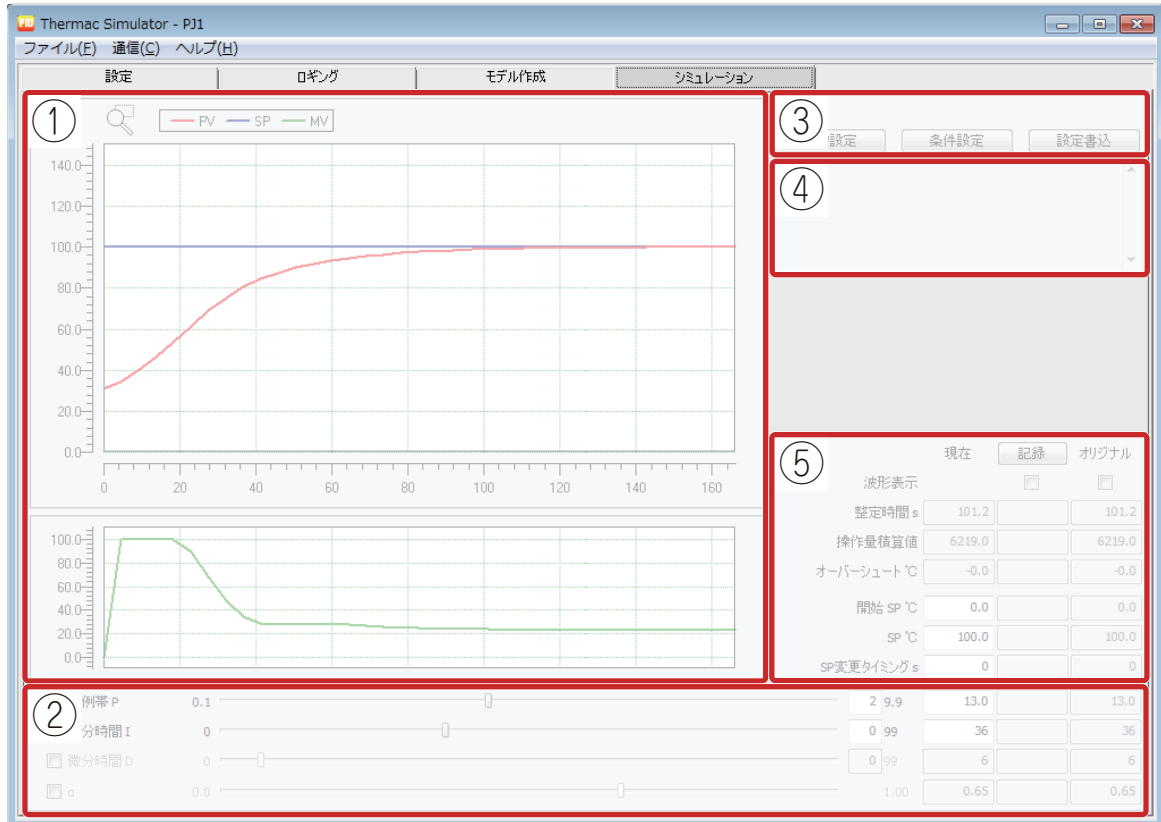 PID Thermac Simulator - PJ1
ファイル(F) 通信(C) ヘルプ(H)
設定 ロギング モデル作成 シミュレーション
①
PV SP MV
140.0
120.0
100.0
80.0
60.0
40.0
20.0
0.0
0 20 40 60 80 100 120 140 160
100.0
80.0
60.0
40.0
20.0
0.0
③
設定 条件設定 設定書込
④
⑤
現在 記録 オリジナル
波形表示
整定時間 s 101.2 101.2
操作量積算値 6219.0 6219.0
オーバーシュート ℃ -0.0 -0.0
開始 SP ℃ 0.0 0.0
SP ℃ 100.0 100.0
SP変更タイミング s 0 0
②
例帯 P 0.1 2 9.9 13.0 13.0
分時間 I 0 0 99 36 36
微分時間 D 0 0 99 6 6
α 0.0 1.00 0.65 0.65